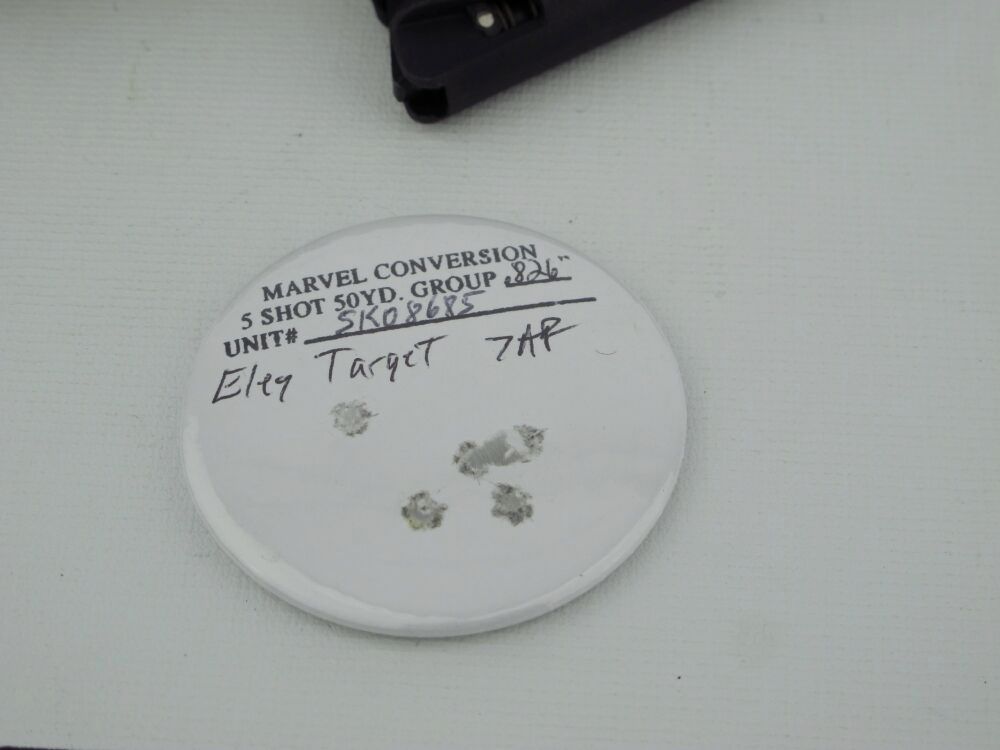 MARVEL CONVERSION
5 SHOT 50YD. GROUP .826"
UNIT# SK08685
Eley Target 7AP